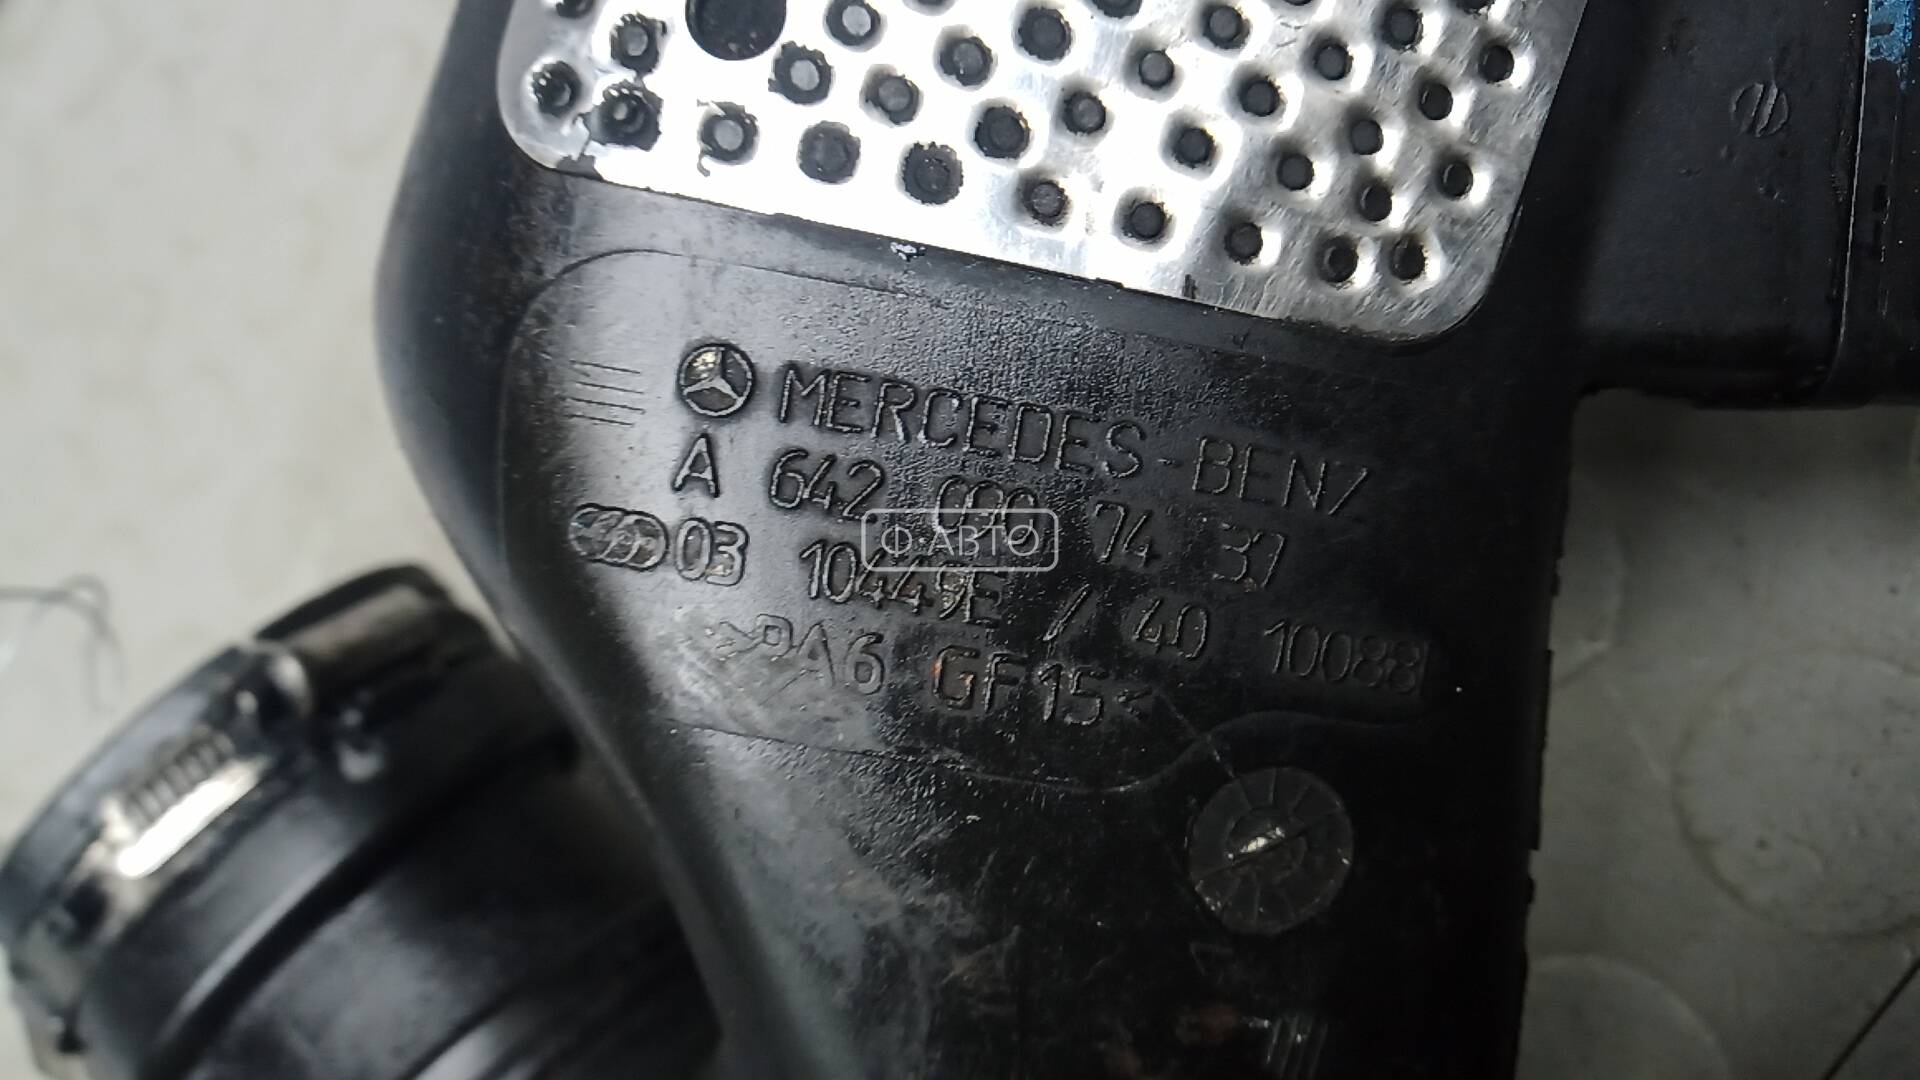 MERCEDES-BENZ
A 642 090 74 37
03 10449E / 40 10088
>PA6 GF15<
Ф·АВТО